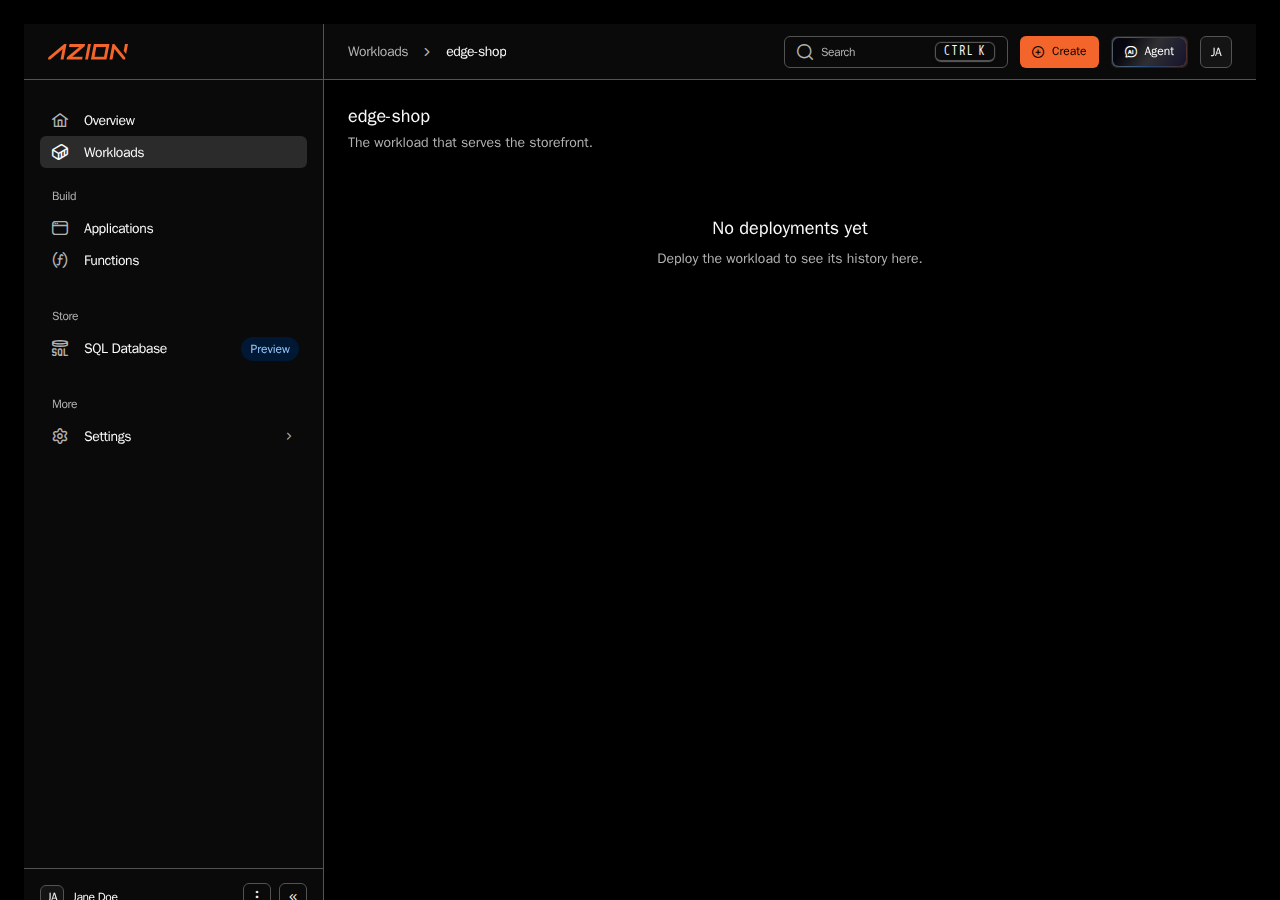 AZION
Workloads > edge-shop
Search
CTRL K
Create
AI Agent
JA
Overview
Workloads
Build
Applications
Functions
Store
SQL Database
Preview
More
Settings
edge-shop
The workload that serves the storefront.
No deployments yet
Deploy the workload to see its history here.
JA
Jane Doe